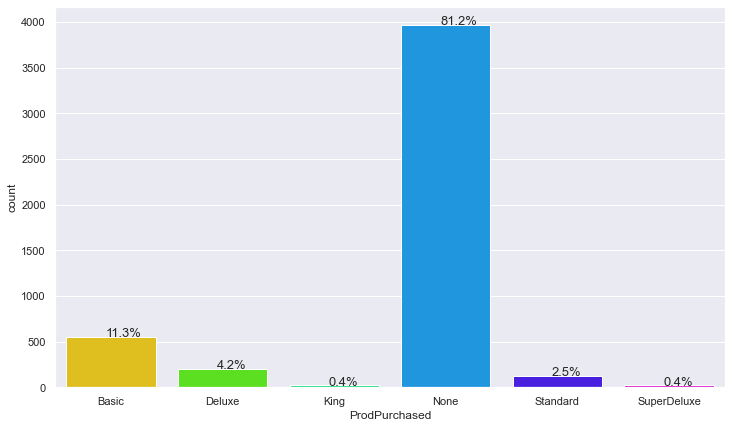 4000
3500
3000
2500
2000
1500
1000
500
0
count
11.3%
4.2%
0.4%
81.2%
2.5%
0.4%
Basic
Deluxe
King
None
Standard
SuperDeluxe
ProdPurchased